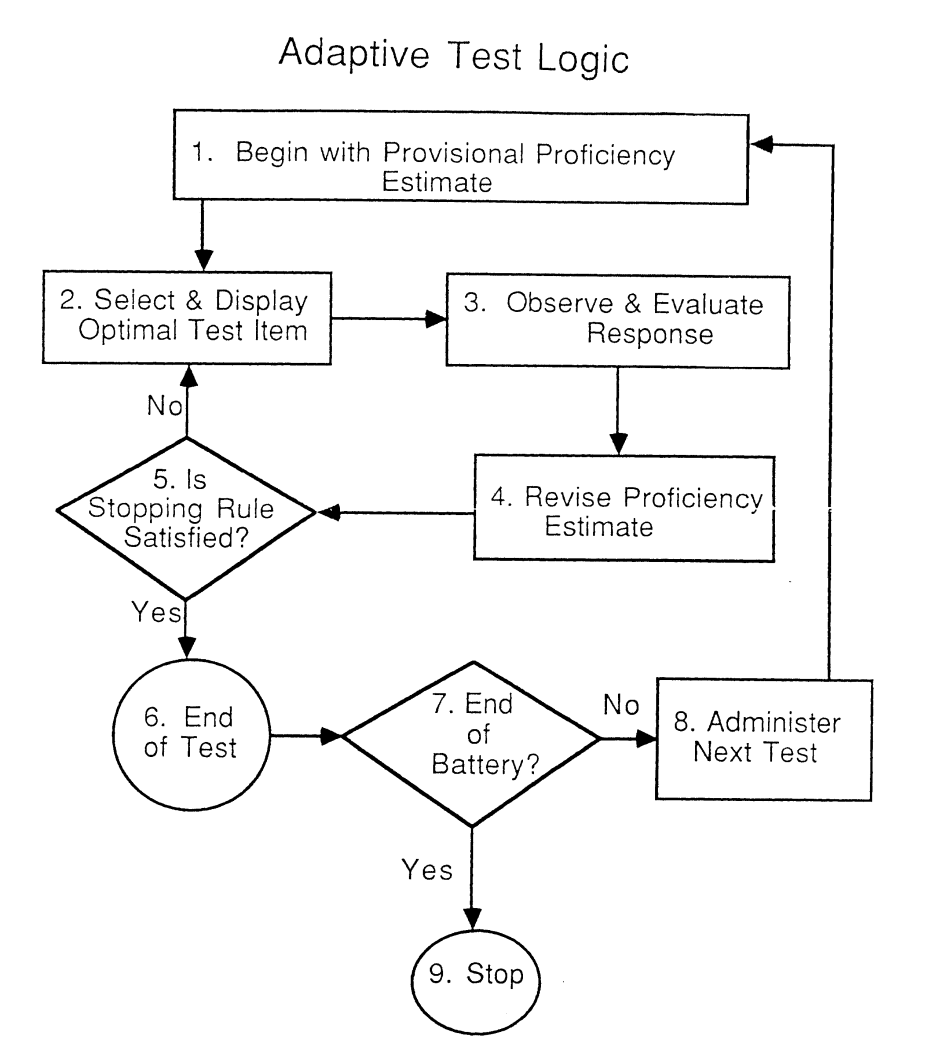 Adaptive Test Logic
1. Begin with Provisional Proficiency
Estimate
2. Select & Display
Optimal Test Item
3. Observe & Evaluate
Response
No
5. Is
Stopping Rule
Satisfied?
4. Revise Proficiency
Estimate
Yes
6. End
of Test
7. End
of
Battery?
No
8. Administer
Next Test
Yes
9. Stop